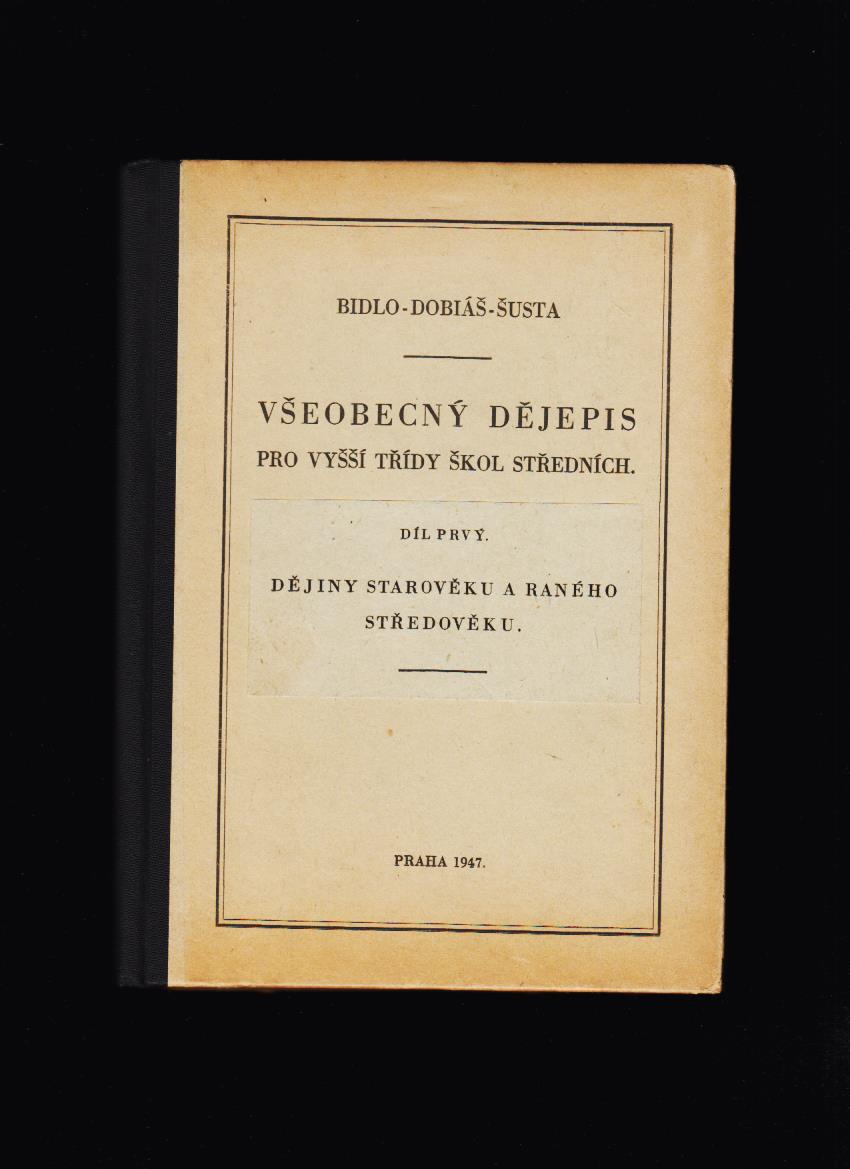 BIDLO-DOBIÁŠ-ŠUSTA
VŠEOBECNÝ DĚJEPIS
PRO VYŠŠÍ TŘÍDY ŠKOL STŘEDNÍCH.
DÍL PRVÝ.
DĚJINY STAROVĚKU A RANÉHO
STŘEDOVĚKU.
PRAHA 1947.